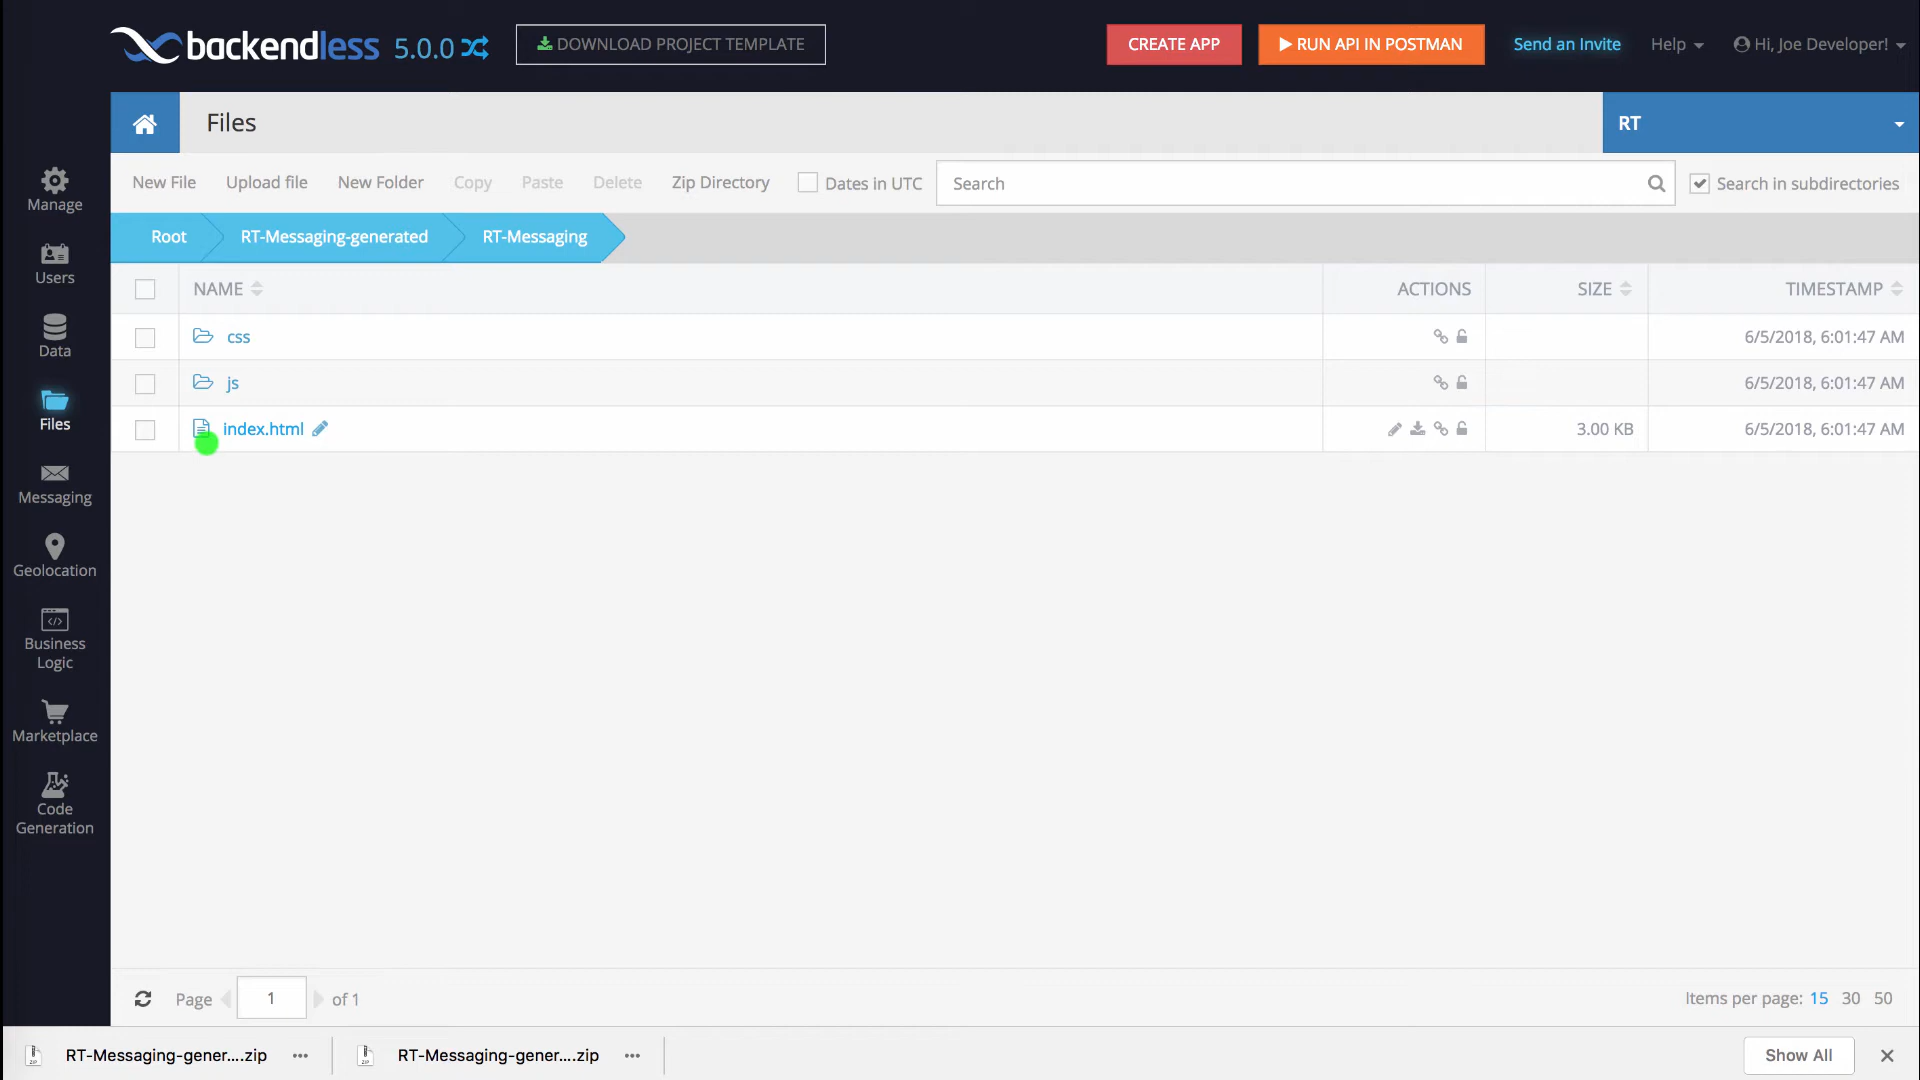 backendless 5.0.0 DOWNLOAD PROJECT TEMPLATE CREATE APP RUN API IN POSTMAN Send an Invite Help Hi, Joe Developer!
Files RT
New File Upload file New Folder Copy Paste Delete Zip Directory Dates in UTC Search Search in subdirectories
Root RT-Messaging-generated RT-Messaging
NAME ACTIONS SIZE TIMESTAMP
css 6/5/2018, 6:01:47 AM
js 6/5/2018, 6:01:47 AM
index.html 3.00 KB 6/5/2018, 6:01:47 AM
Manage
Users
Data
Files
Messaging
Geolocation
Business
Logic
Marketplace
Code
Generation
Page 1 of 1 Items per page: 15 30 50
RT-Messaging-gener....zip RT-Messaging-gener....zip Show All